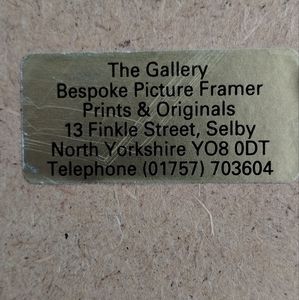 The Gallery
Bespoke Picture Framer
Prints & Originals
13 Finkle Street, Selby
North Yorkshire YO8 0DT
Telephone (01757) 703604